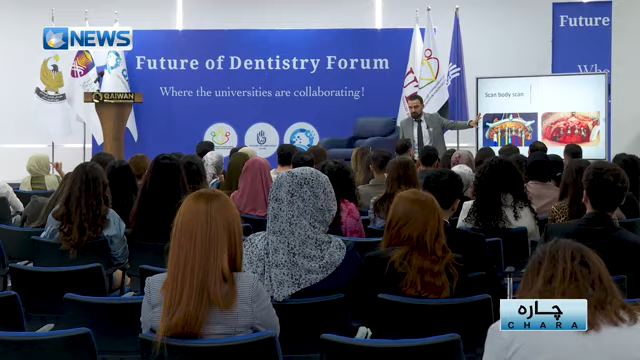 NEWS
Future of Dentistry Forum
Where the universities are collaborating!
QAIWAN
Future
Scan body scan
چارە
CHARA